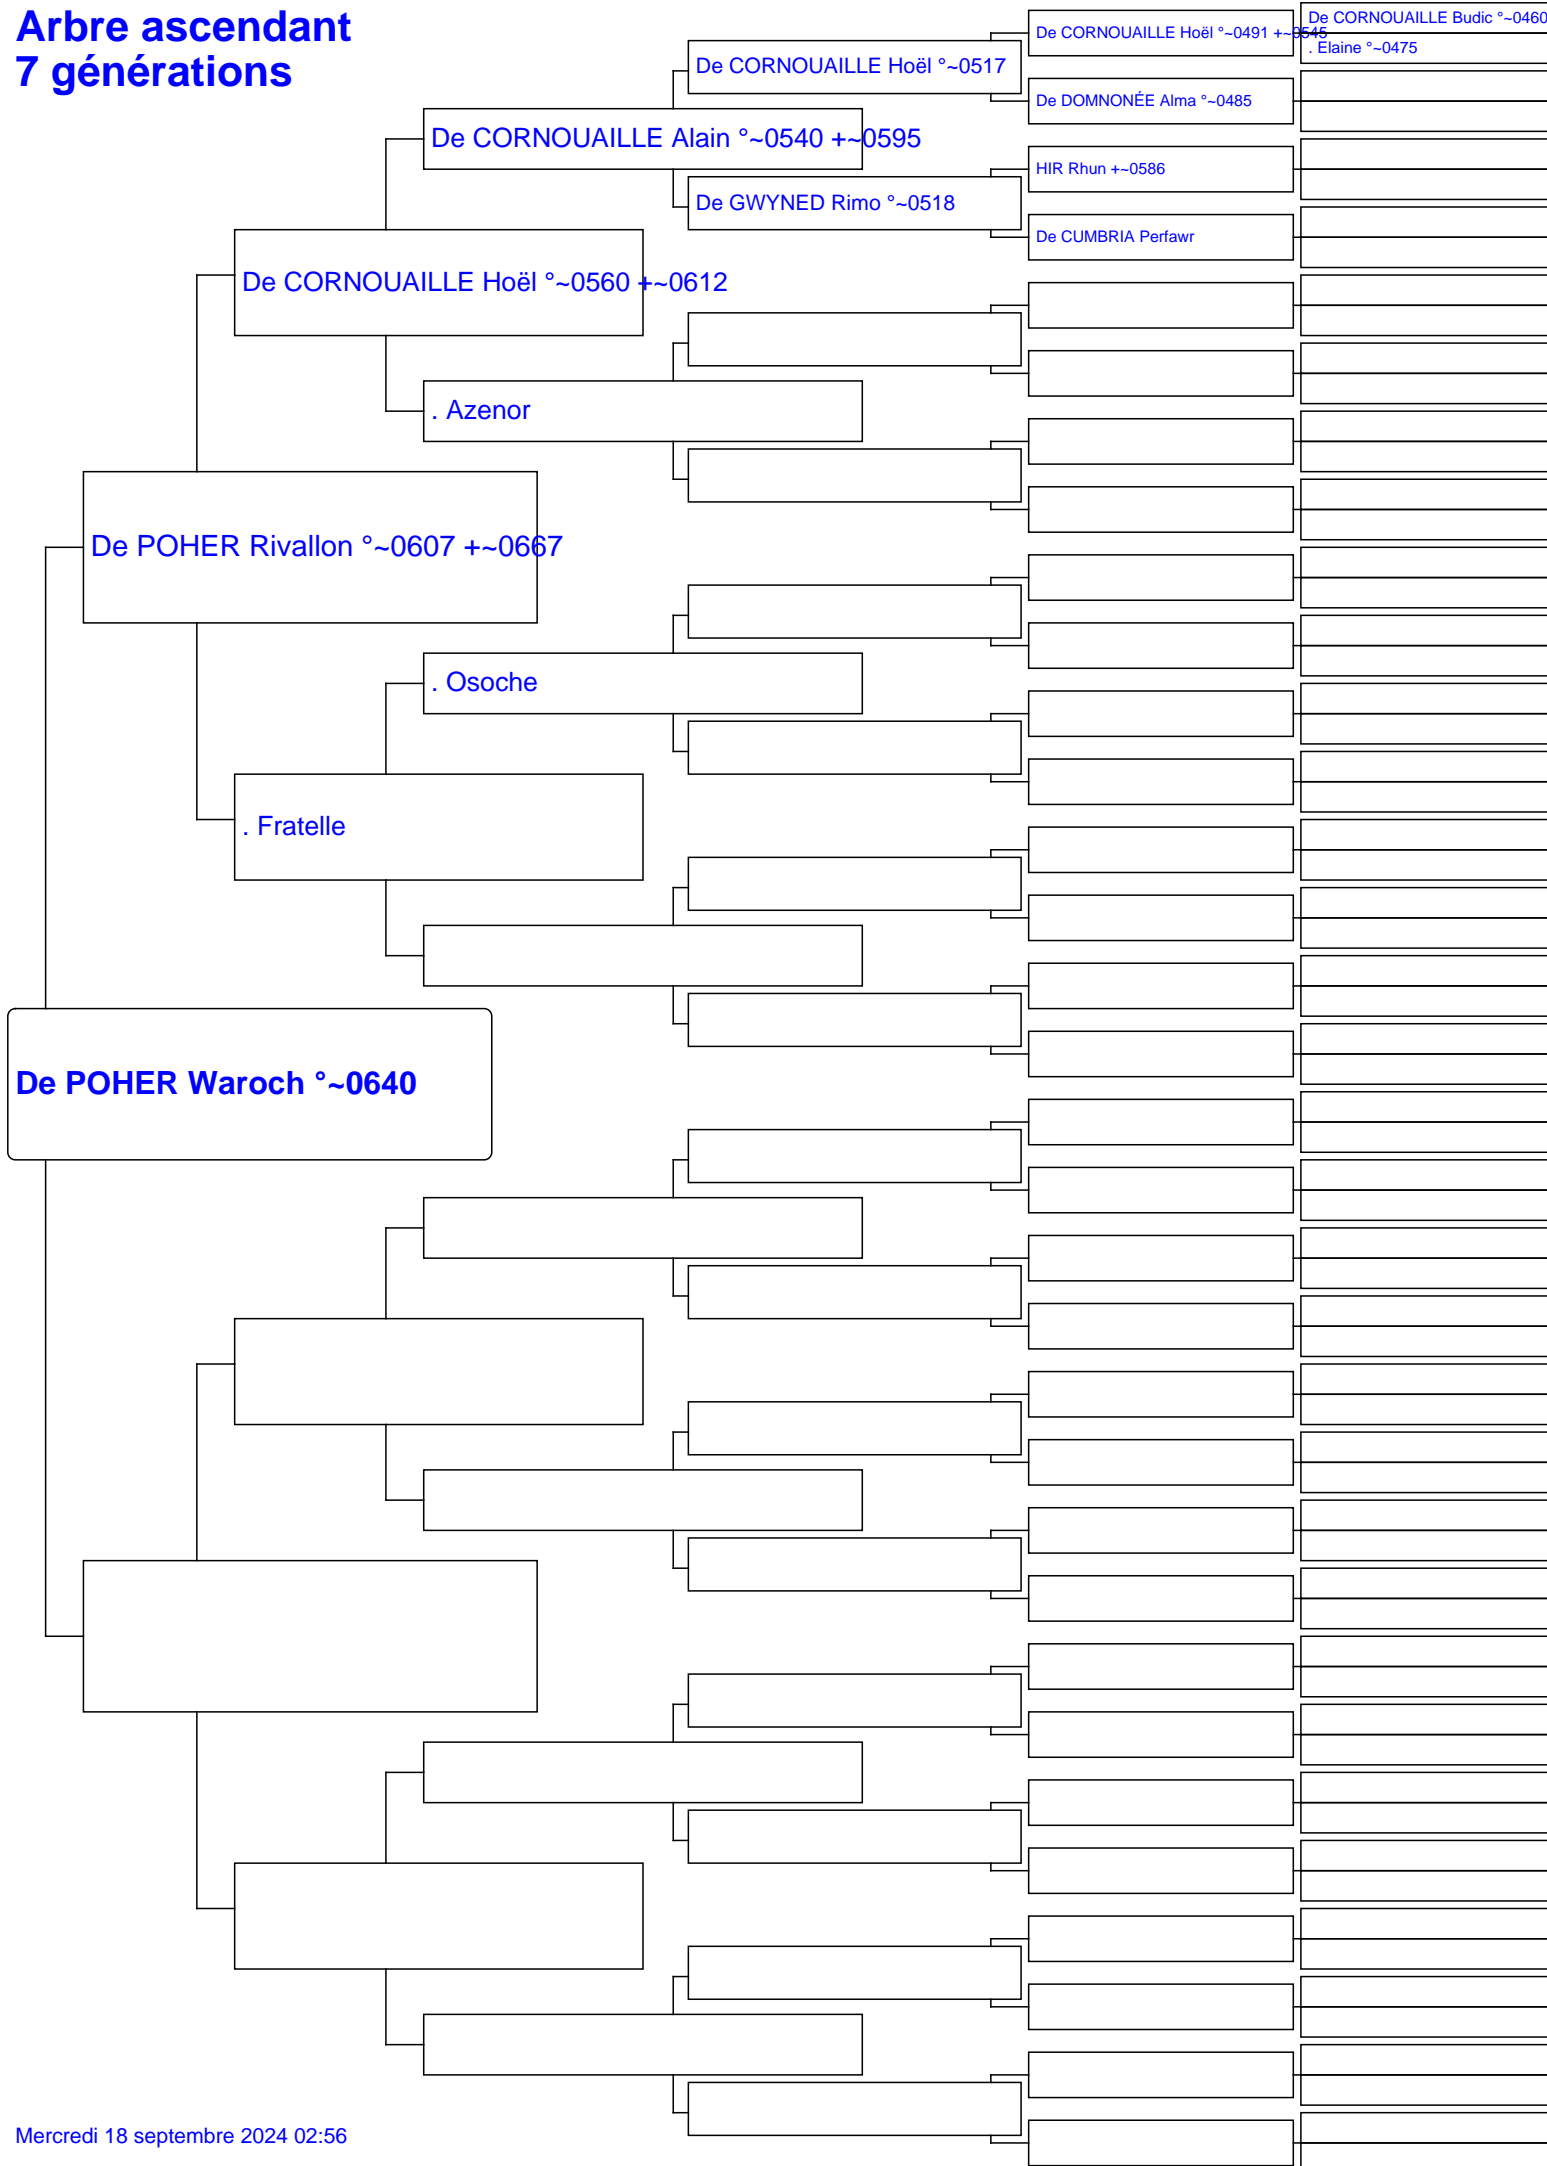 Arbre ascendant
7 générations
De CORNOUAILLE Budic °~0460
De CORNOUAILLE Hoël °~0491 +~0545
. Elaine °~0475
De CORNOUAILLE Hoël °~0517
De DOMNONÉE Alma °~0485
De CORNOUAILLE Alain °~0540 +~0595
HIR Rhun +~0586
De GWYNED Rimo °~0518
De CUMBRIA Perfawr
De CORNOUAILLE Hoël °~0560 +~0612
. Azenor
De POHER Rivallon °~0607 +~0667
. Osoche
. Fratelle
De POHER Waroch °~0640
Mercredi 18 septembre 2024 02:56